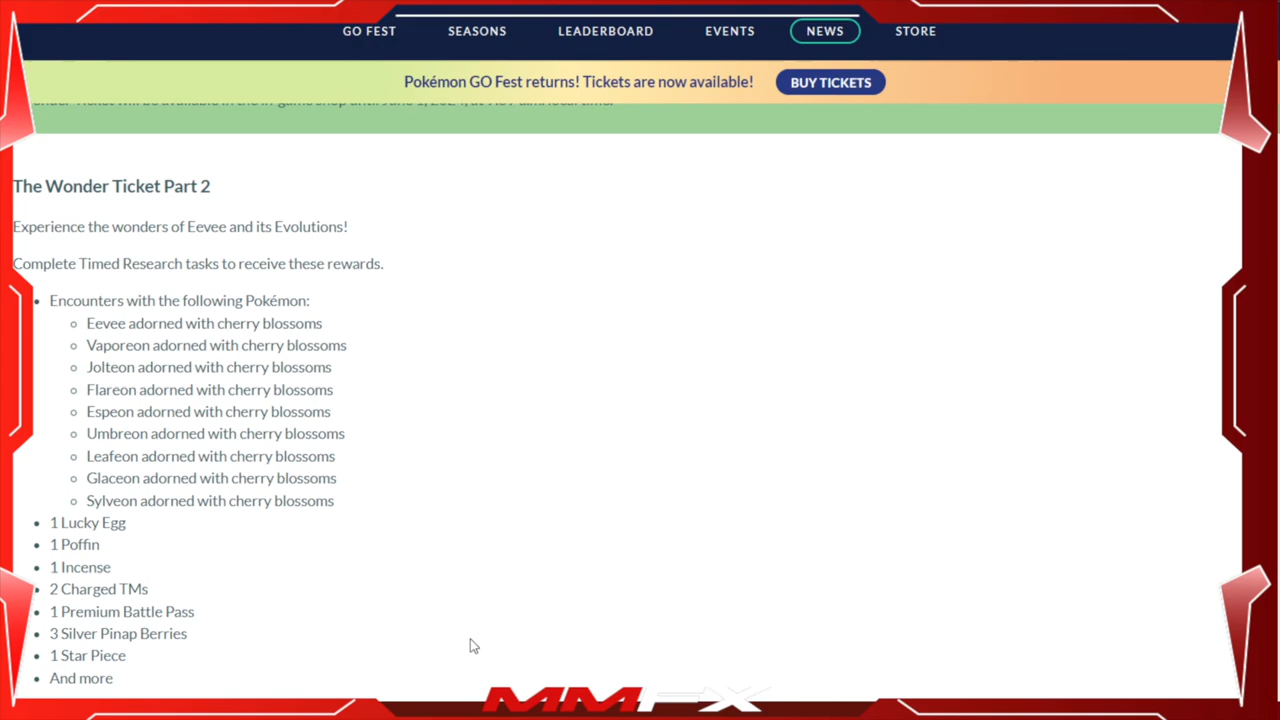 GO FEST SEASONS LEADERBOARD EVENTS NEWS STORE
Pokémon GO Fest returns! Tickets are now available! BUY TICKETS
The Wonder Ticket Part 2
Experience the wonders of Eevee and its Evolutions!
Complete Timed Research tasks to receive these rewards.
• Encounters with the following Pokémon:
○ Eevee adorned with cherry blossoms
○ Vaporeon adorned with cherry blossoms
○ Jolteon adorned with cherry blossoms
○ Flareon adorned with cherry blossoms
○ Espeon adorned with cherry blossoms
○ Umbreon adorned with cherry blossoms
○ Leafeon adorned with cherry blossoms
○ Glaceon adorned with cherry blossoms
○ Sylveon adorned with cherry blossoms
• 1 Lucky Egg
• 1 Poffin
• 1 Incense
• 2 Charged TMs
• 1 Premium Battle Pass
• 3 Silver Pinap Berries
• 1 Star Piece
• And more
MMFX